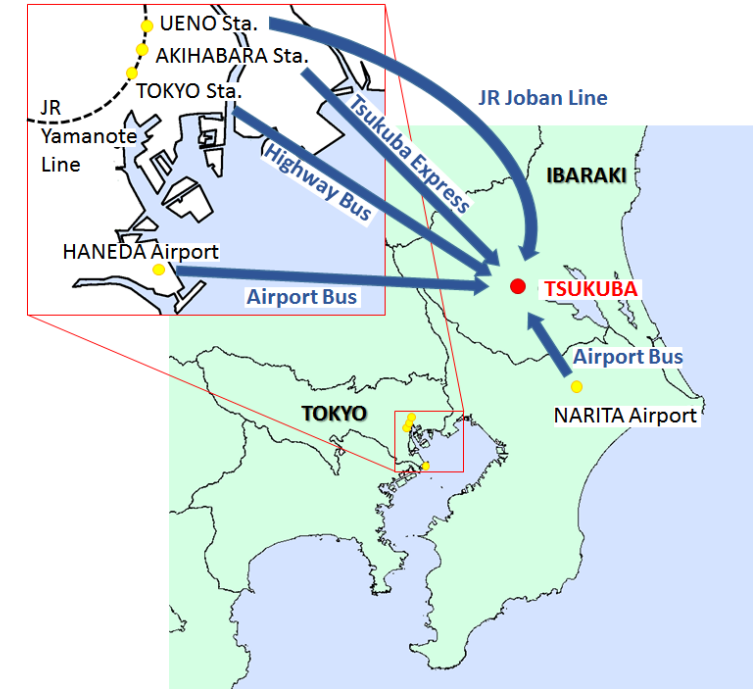 UENO Sta.
AKIHABARA Sta.
TOKYO Sta.
JR
Yamanote
Line
JR Joban Line
Tsukuba Express
Highway Bus
IBARAKI
HANEDA Airport
Airport Bus
TSUKUBA
Airport Bus
NARITA Airport
TOKYO